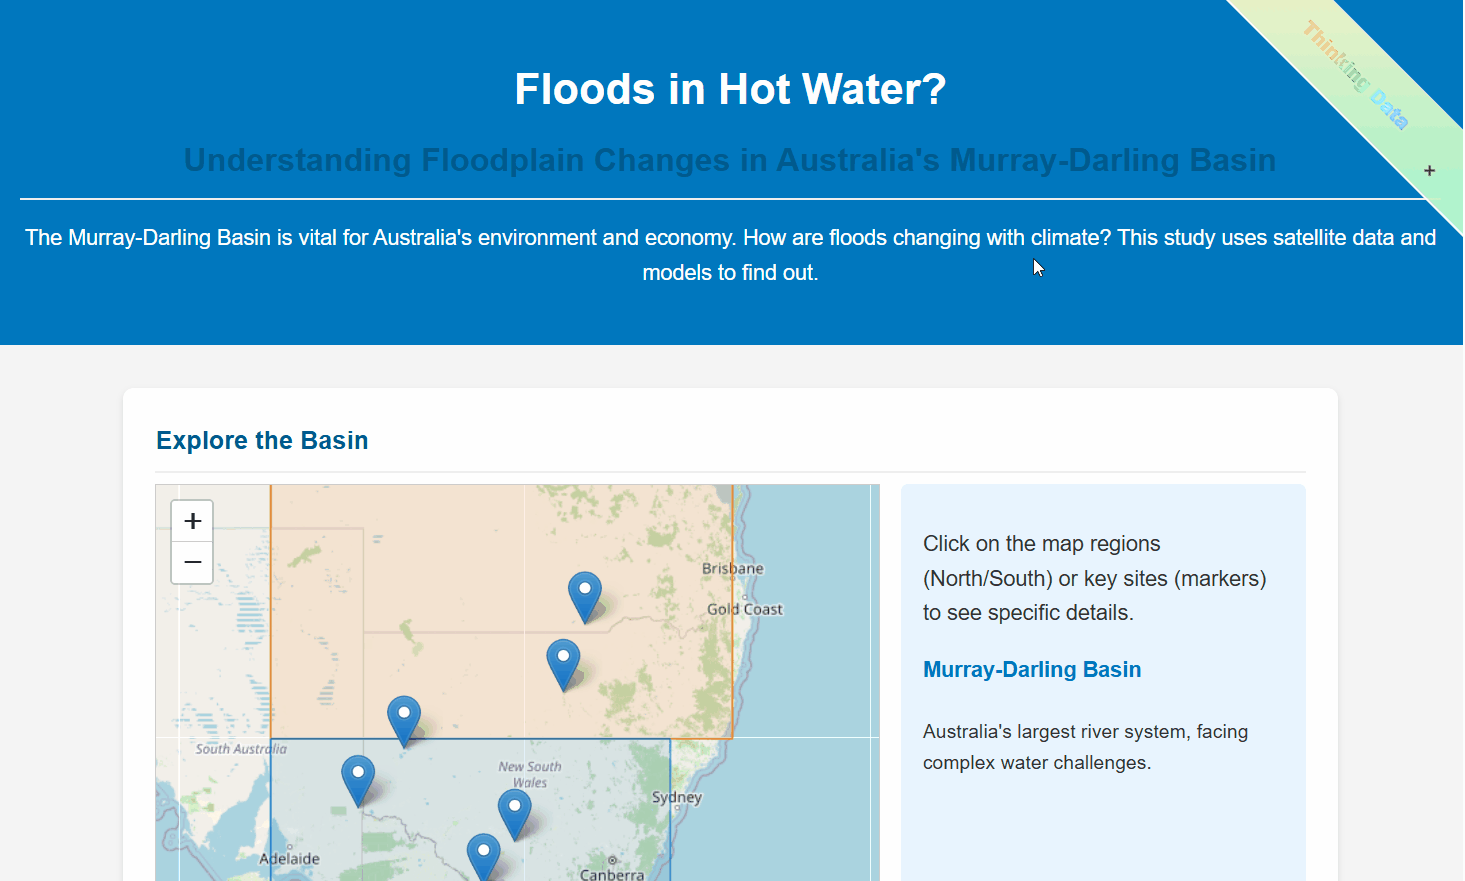 Floods in Hot Water?
Thinking Data
Understanding Floodplain Changes in Australia's Murray-Darling Basin
+
The Murray-Darling Basin is vital for Australia's environment and economy. How are floods changing with climate? This study uses satellite data and
models to find out.
Explore the Basin
+
−
Brisbane
Gold Coast
South Australia
New South
Wales
Sydney
Adelaide
Canberra
Click on the map regions
(North/South) or key sites (markers)
to see specific details.
Murray-Darling Basin
Australia's largest river system, facing
complex water challenges.